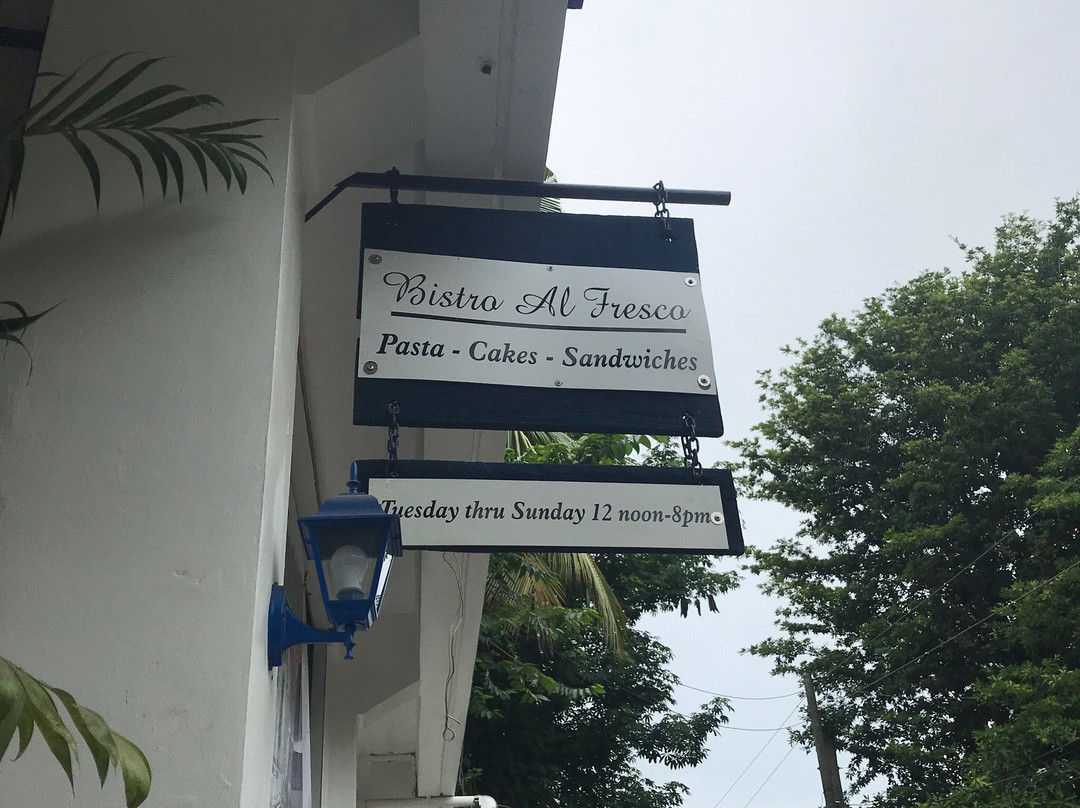 Bistro Al Fresco
Pasta - Cakes - Sandwiches
Tuesday thru Sunday 12 noon-8pm